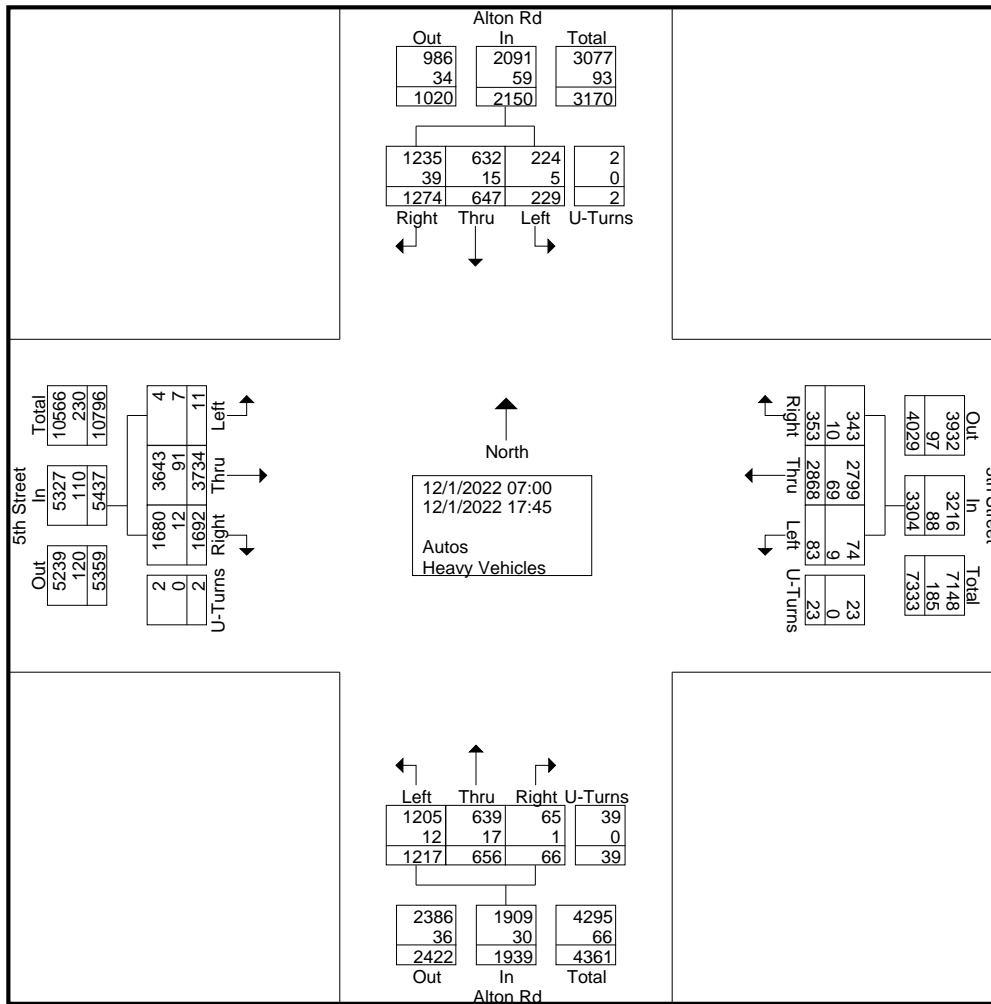 Alton Rd
Out In Total
986 2091 3077
34 59 93
1020 2150 3170
1235 632 224 2
39 15 5 0
1274 647 229 2
Right Thru Left U-Turns
Total In Out
10566 5327 5239
230 110 120
10796 5437 5359
5th Street
Left Thru Right U-Turns
4 3643 1680 2
7 91 12 0
11 3734 1692 2
North
12/1/2022 07:00
12/1/2022 17:45
Autos
Heavy Vehicles
Right Thru Left U-Turns
343 2799 74 23
10 69 9 0
353 2868 83 23
Out In Total
3932 3216 7148
97 88 185
4029 3304 7333
Street
Left Thru Right U-Turns
1205 639 65 39
12 17 1 0
1217 656 66 39
2386 1909 4295
36 30 66
2422 1939 4361
Out In Total
Alton Rd